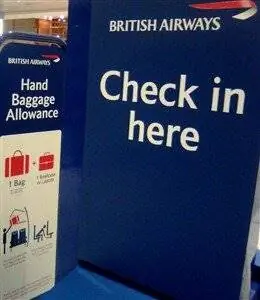 BRITISH AIRWAYS
Hand
Baggage
Allowance
1 Bag
BRITISH AIRWAYS
Check in
here